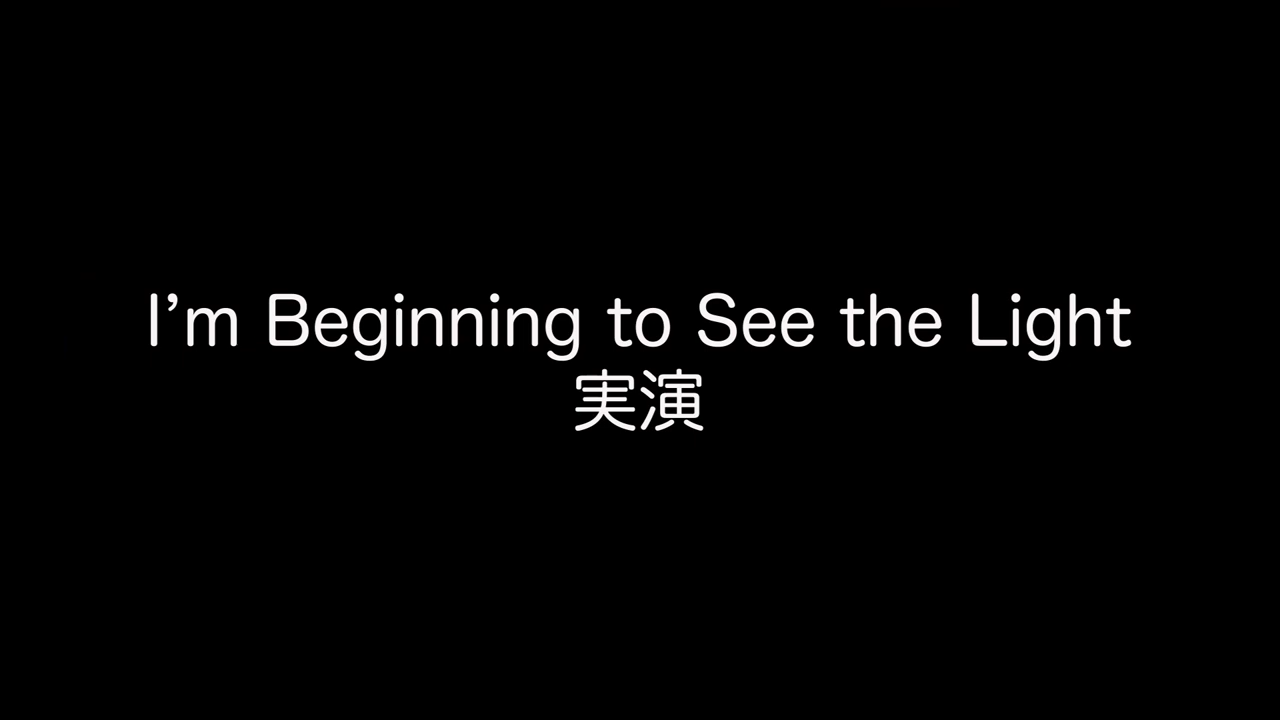 I’m Beginning to See the Light
実演